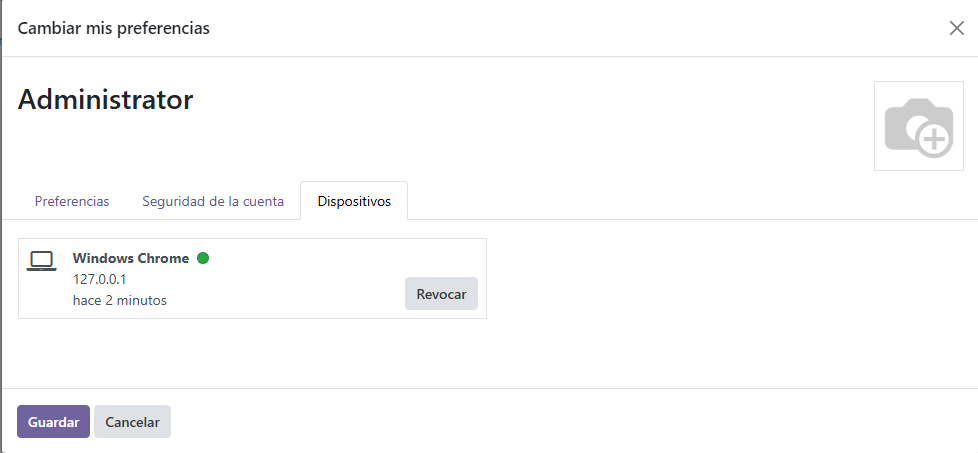 Cambiar mis preferencias
Administrator
Preferencias Seguridad de la cuenta Dispositivos
Windows Chrome
127.0.0.1
hace 2 minutos
Revocar
Guardar Cancelar